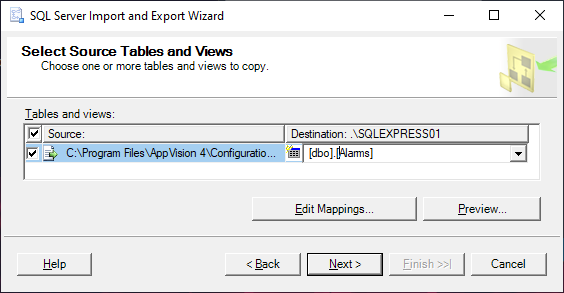 SQL Server Import and Export Wizard
Select Source Tables and Views
Choose one or more tables and views to copy.
Tables and views:
Source: Destination: .\SQLEXPRESS01
C:\Program Files\AppVision 4\Configuratio... [dbo].[Alarms]
Edit Mappings... Preview...
Help < Back Next > Finish >>| Cancel